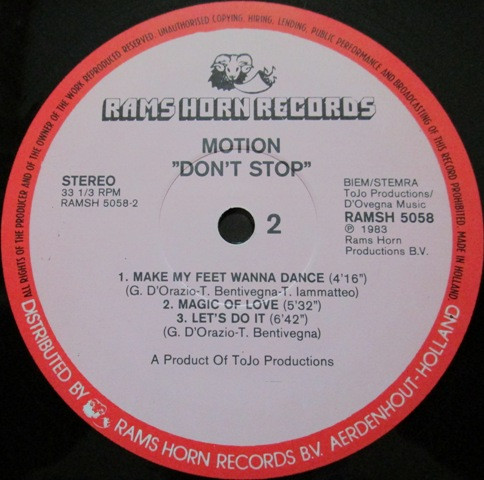 ALL RIGHTS OF THE PRODUCER AND OF THE OWNER OF THE WORK REPRODUCED RESERVED. UNAUTHORISED COPYING, HIRING, LENDING, PUBLIC PERFORMANCE AND BROADCASTING OF THIS RECORD PROHIBITED. MADE IN HOLLAND
RAMS HORN RECORDS
MOTION
"DON'T STOP"
STEREO
33 1/3 RPM
RAMSH 5058-2
BIEM/STEMRA
ToJo Productions/
D'Ovegna Music
RAMSH 5058
℗ 1983
Rams Horn
Productions B.V.
2
1. MAKE MY FEET WANNA DANCE (4'16")
(G. D'Orazio-T. Bentivegna-T. Iammatteo)
2. MAGIC OF LOVE (5'32")
3. LET'S DO IT (6'42")
(G. D'Orazio-T. Bentivegna)
A Product Of ToJo Productions
DISTRIBUTED BY RAMS HORN RECORDS B.V. AERDENHOUT-HOLLAND